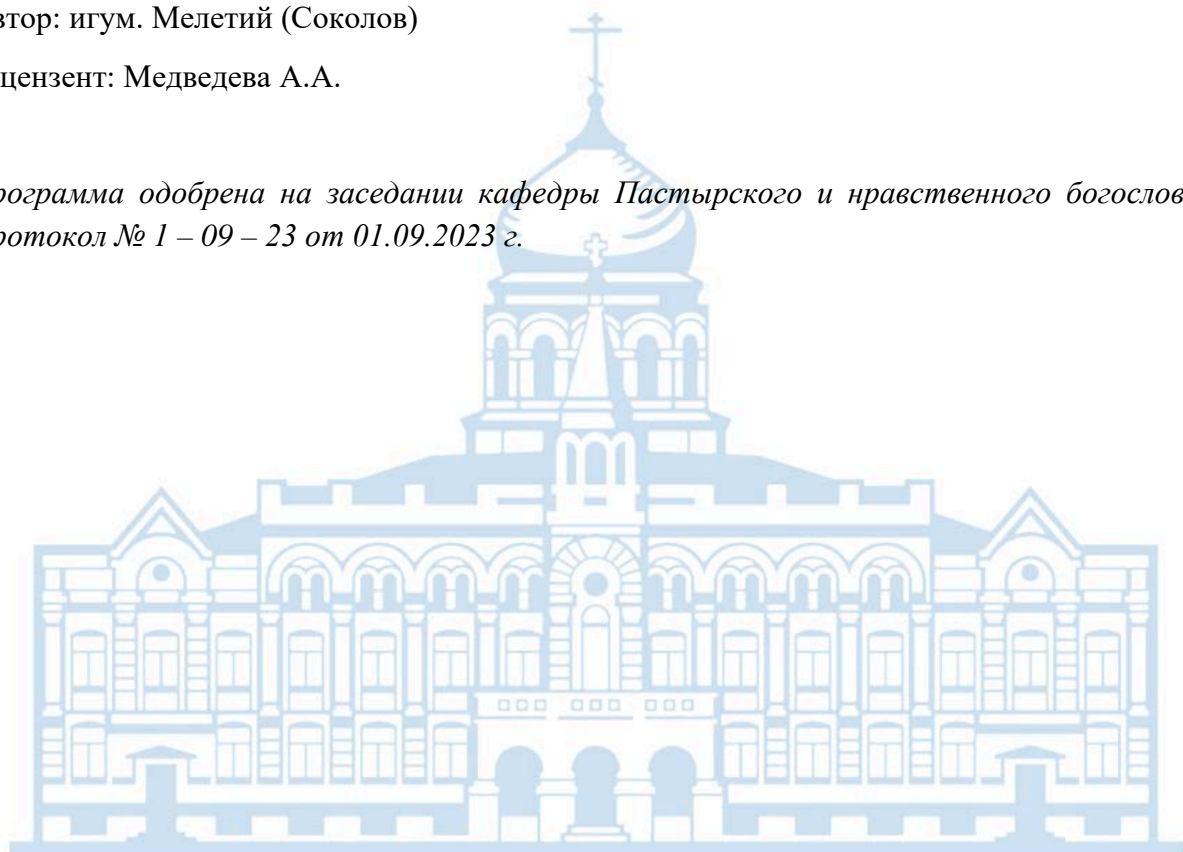 втор: игум. Мелетий (Соколов)
цензент: Медведева А.А.
рограмма одобрена на заседании кафедры Пастырского и нравственного богослов
ротокол № 1 – 09 – 23 от 01.09.2023 г.